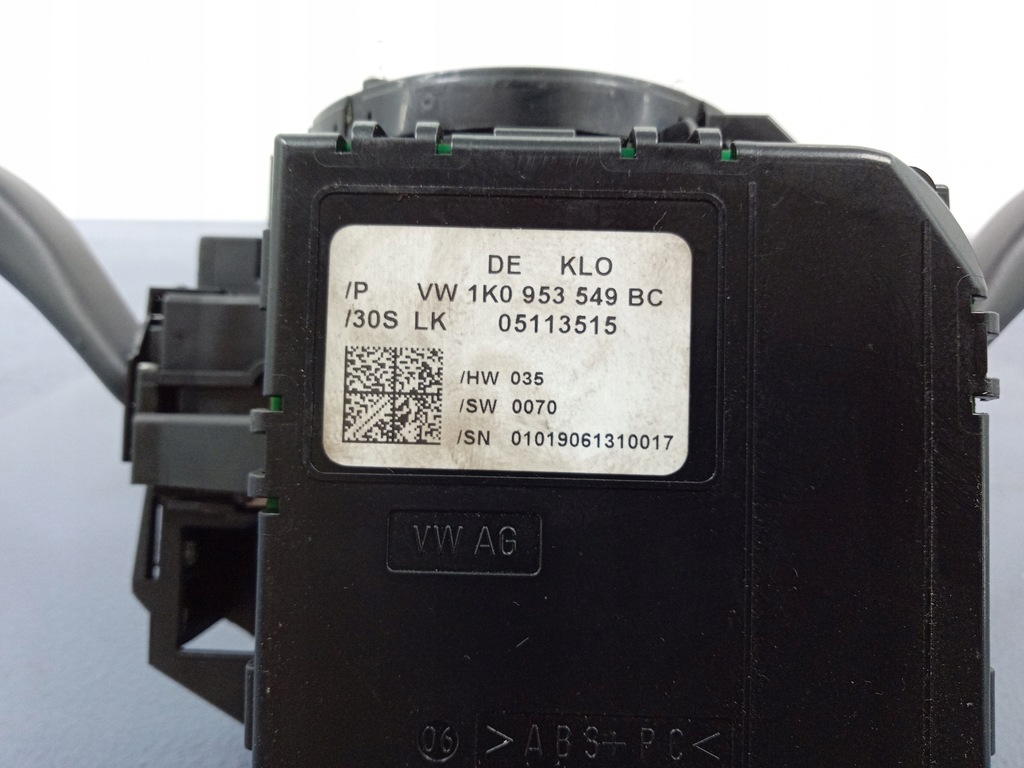 DE KLO
/P VW 1K0 953 549 BC
/30S LK 05113515
/HW 035
/SW 0070
/SN 01019061310017
VW AG
06 >ABS+PC<